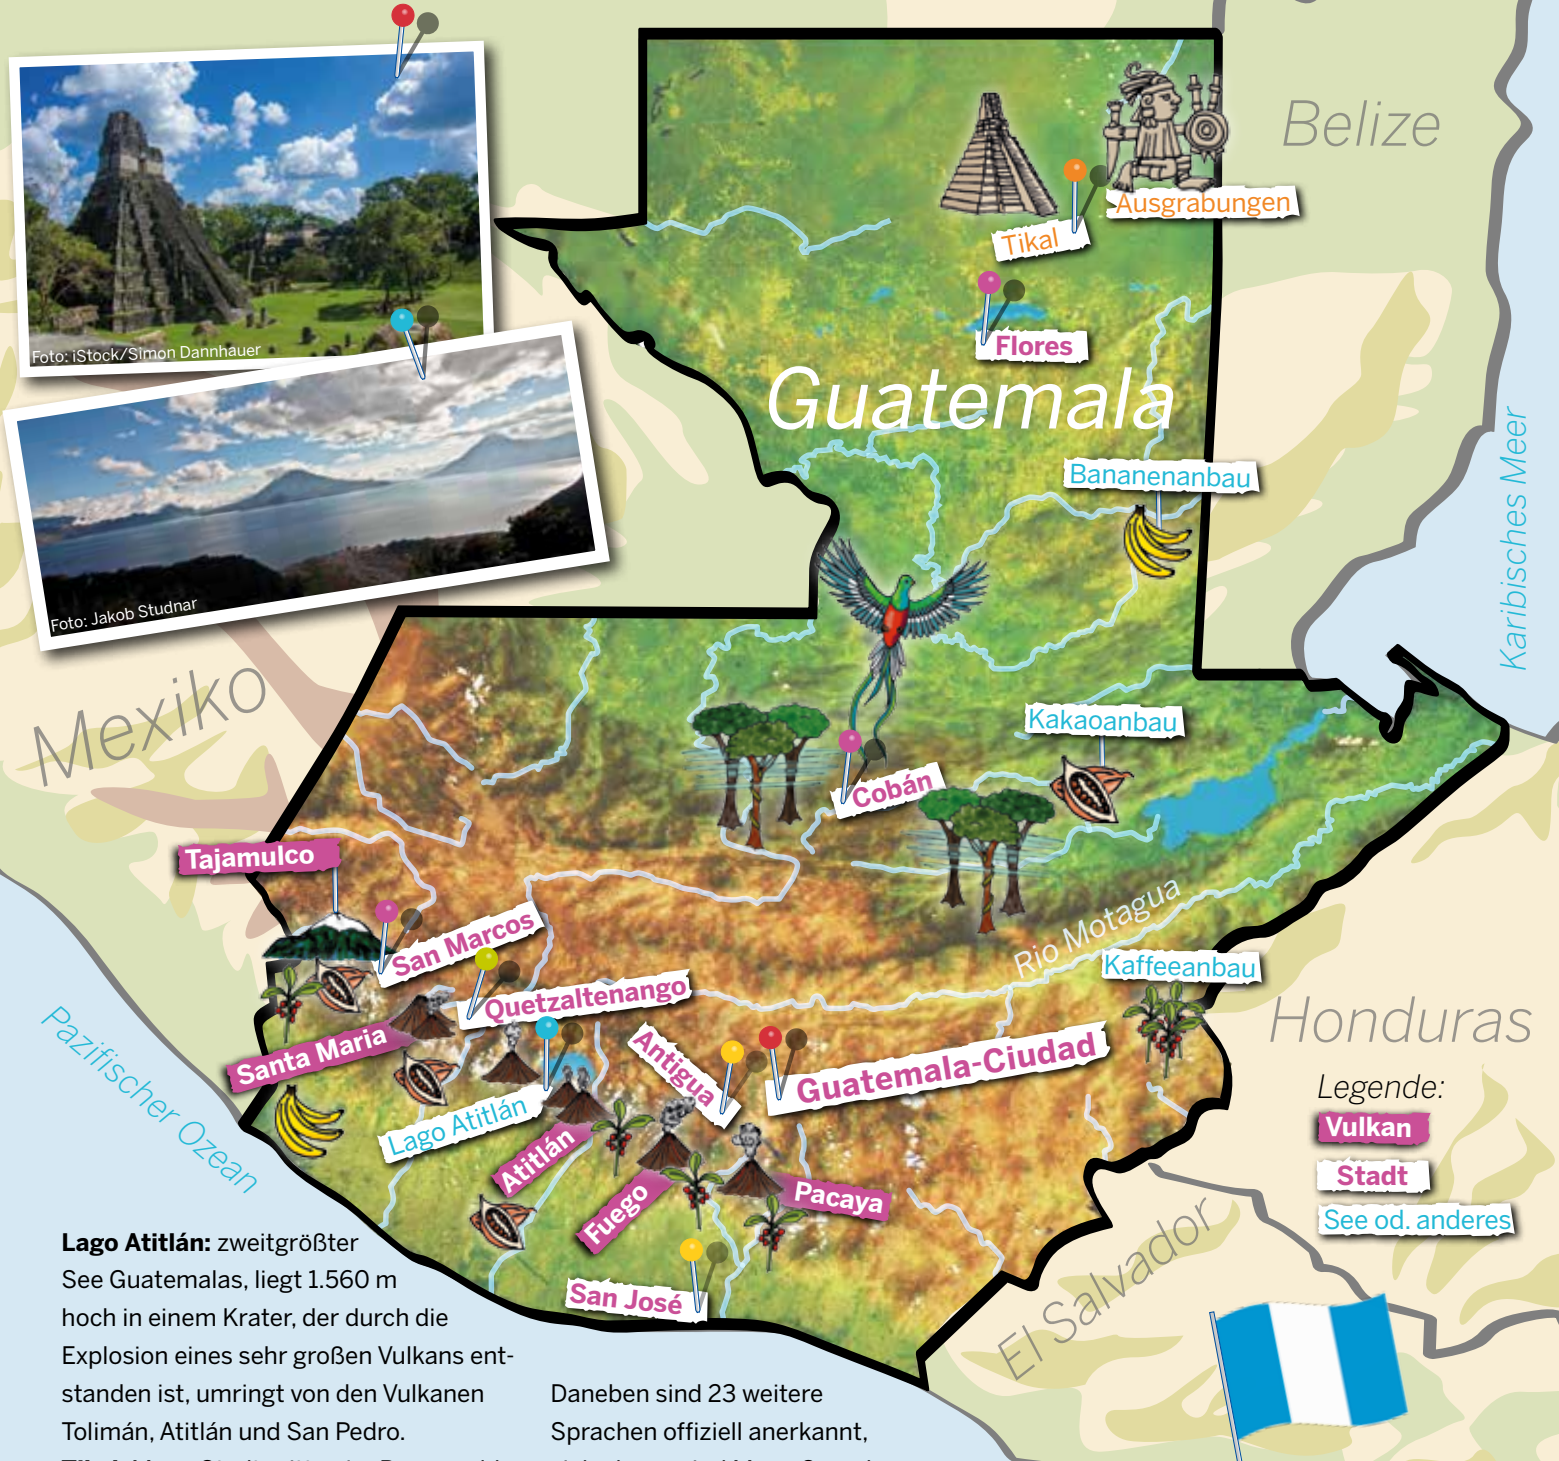 Foto: iStock/Simon Dannhauer
Foto: Jakob Studnar
Belize
Ausgrabungen
Tikal
Flores
Guatemala
Bananenanbau
Karibisches Meer
Mexiko
Kakaoanbau
Cobán
Tajamulco
San Marcos
Rio Motagua
Kaffeeanbau
Quetzaltenango
Santa Maria
Antigua
Guatemala-Ciudad
Honduras
Pazifischer Ozean
Lago Atitlán
Atitlán
Fuego
Pacaya
San José
El Salvador
Legende:
Vulkan
Stadt
See od. anderes
Lago Atitlán: zweitgrößter
See Guatemalas, liegt 1.560 m
hoch in einem Krater, der durch die
Explosion eines sehr großen Vulkans ent-
standen ist, umringt von den Vulkanen
Tolimán, Atitlán und San Pedro.
Daneben sind 23 weitere
Sprachen offiziell anerkannt,